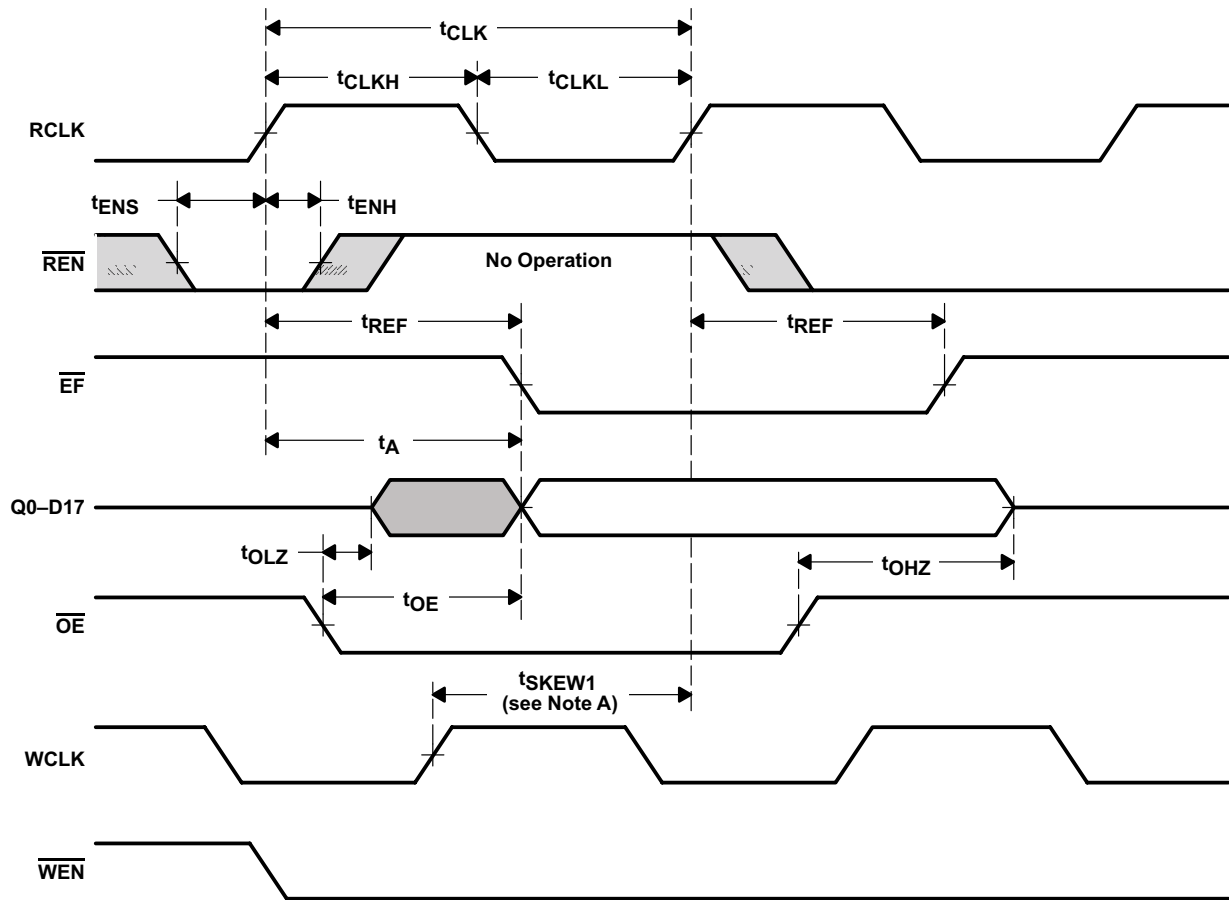 tCLK
tCLKH
tCLKL
RCLK
tENS
tENH
REN
No Operation
tREF
tREF
EF
tA
Q0–D17
tOLZ
tOHZ
tOE
OE
tSKEW1
(see Note A)
WCLK
WEN